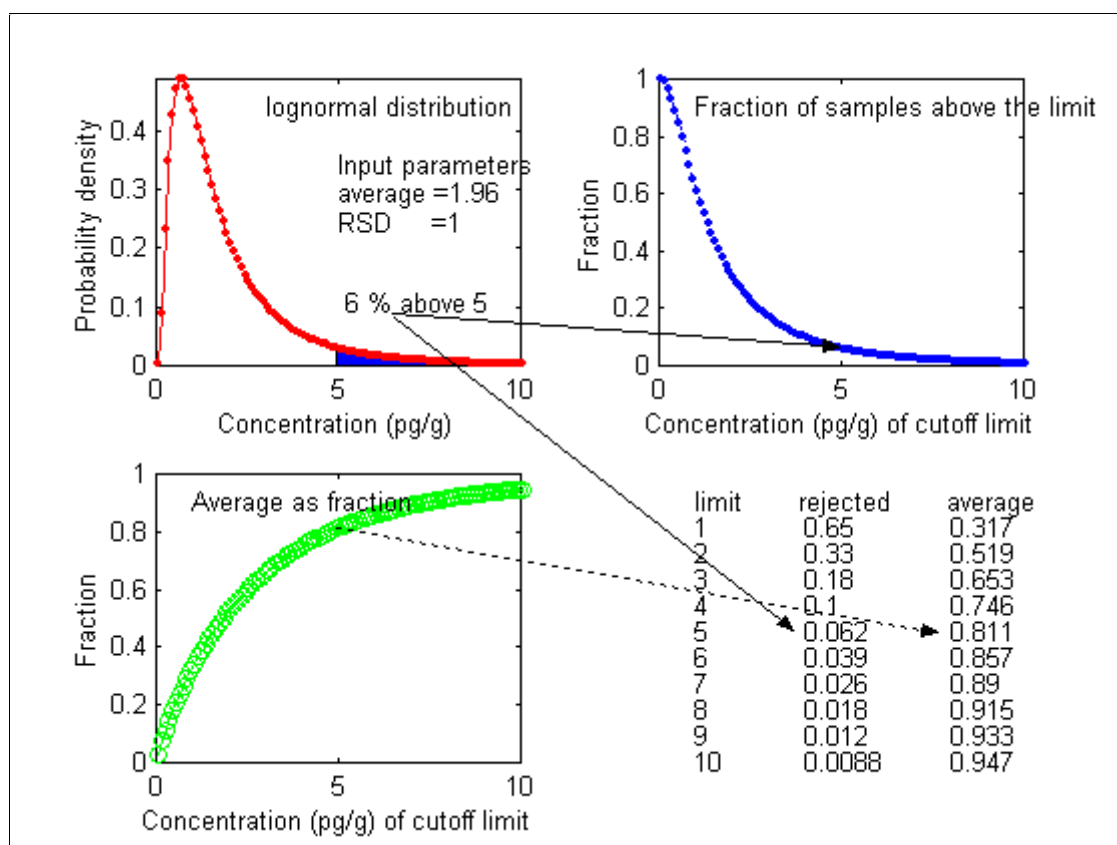 lognormal distribution
Input parameters
average =1.96
RSD =1
6 % above 5
Probability density
0.4
0.3
0.2
0.1
0
0 5 10
Concentration (pg/g)
Fraction of samples above the limit
Fraction
1
0.8
0.6
0.4
0.2
0
0 5 10
Concentration (pg/g) of cutoff limit
Average as fraction
Fraction
1
0.8
0.6
0.4
0.2
0
0 5 10
Concentration (pg/g) of cutoff limit
limit rejected average
1 0.65 0.317
2 0.33 0.519
3 0.18 0.653
4 0.1 0.746
5 0.062 0.811
6 0.039 0.857
7 0.026 0.89
8 0.018 0.915
9 0.012 0.933
10 0.0088 0.947